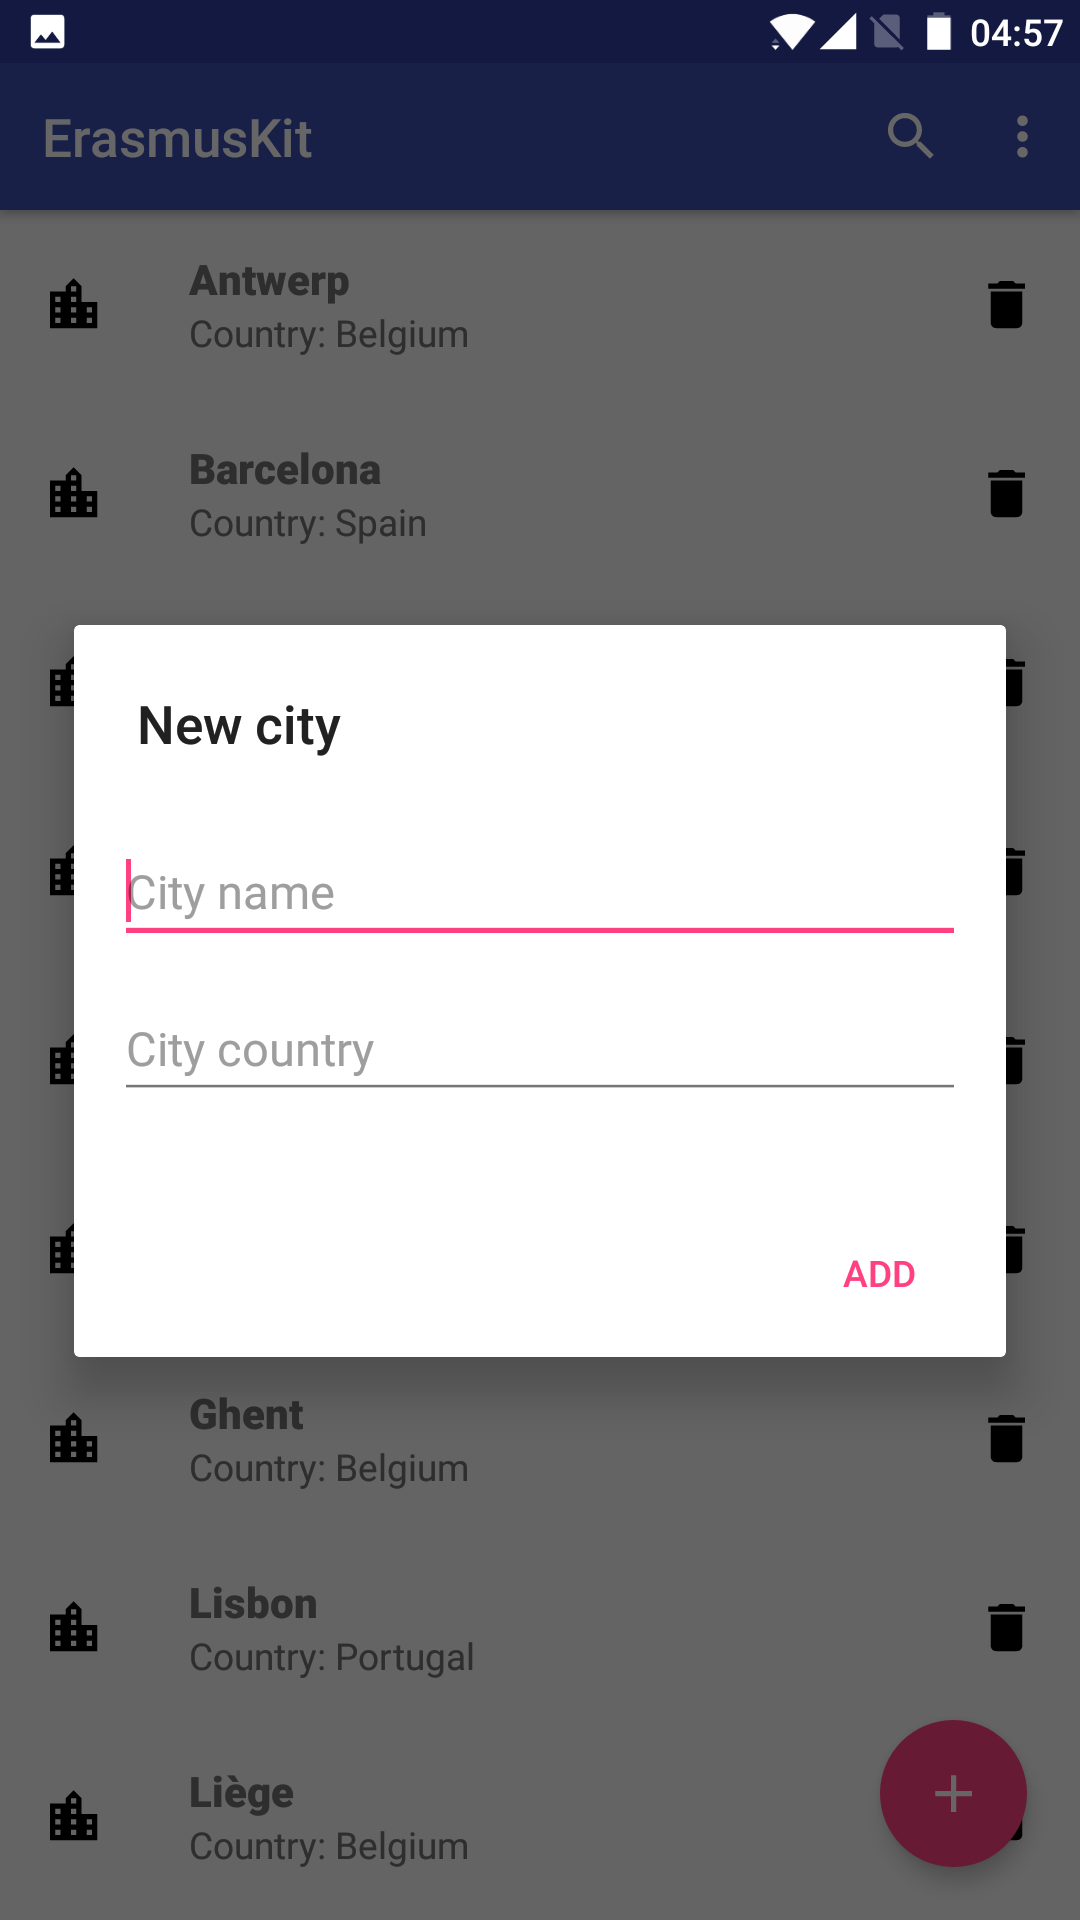 04:57
ErasmusKit
Antwerp
Country: Belgium
Barcelona
Country: Spain
New city
City name
City country
ADD
Ghent
Country: Belgium
Lisbon
Country: Portugal
Liège
Country: Belgium